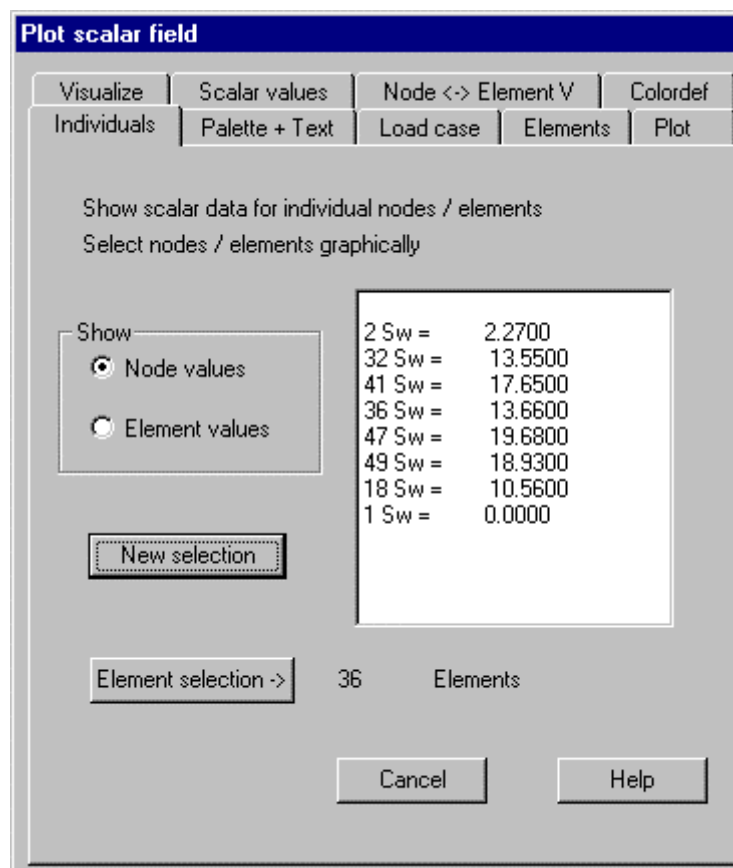 Plot scalar field
Visualize Scalar values Node <-> Element V Colordef
Individuals Palette + Text Load case Elements Plot
Show scalar data for individual nodes / elements
Select nodes / elements graphically
Show
Node values
Element values
2 Sw = 2.2700
32 Sw = 13.5500
41 Sw = 17.6500
36 Sw = 13.6600
47 Sw = 19.6800
49 Sw = 18.9300
18 Sw = 10.5600
1 Sw = 0.0000
New selection
Element selection -> 36 Elements
Cancel Help